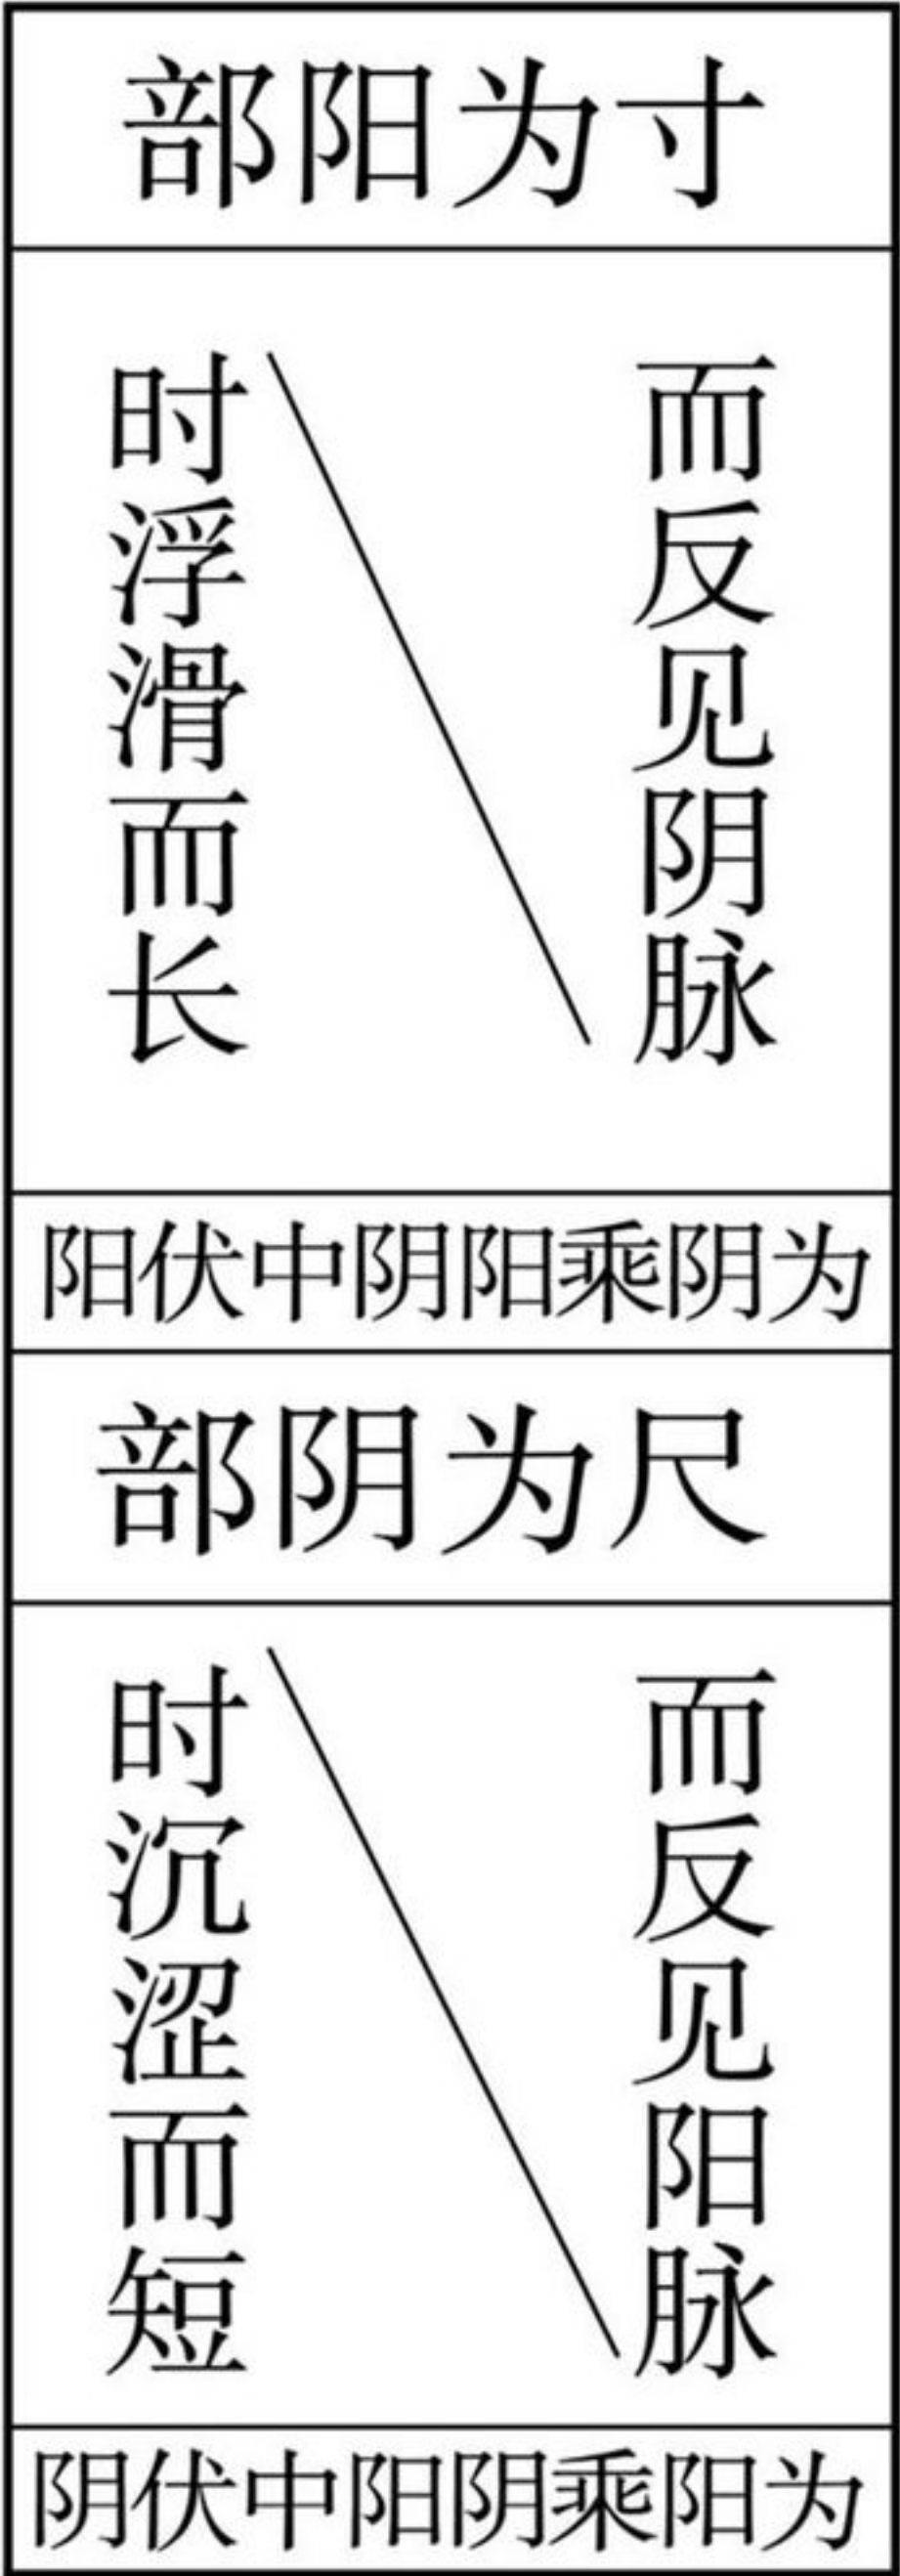 寸为阳部
而反见阴脉
时浮滑而长
为阴乘阳阴中伏阳
尺为阴部
而反见阳脉
时沉涩而短
为阳乘阴阳中伏阴